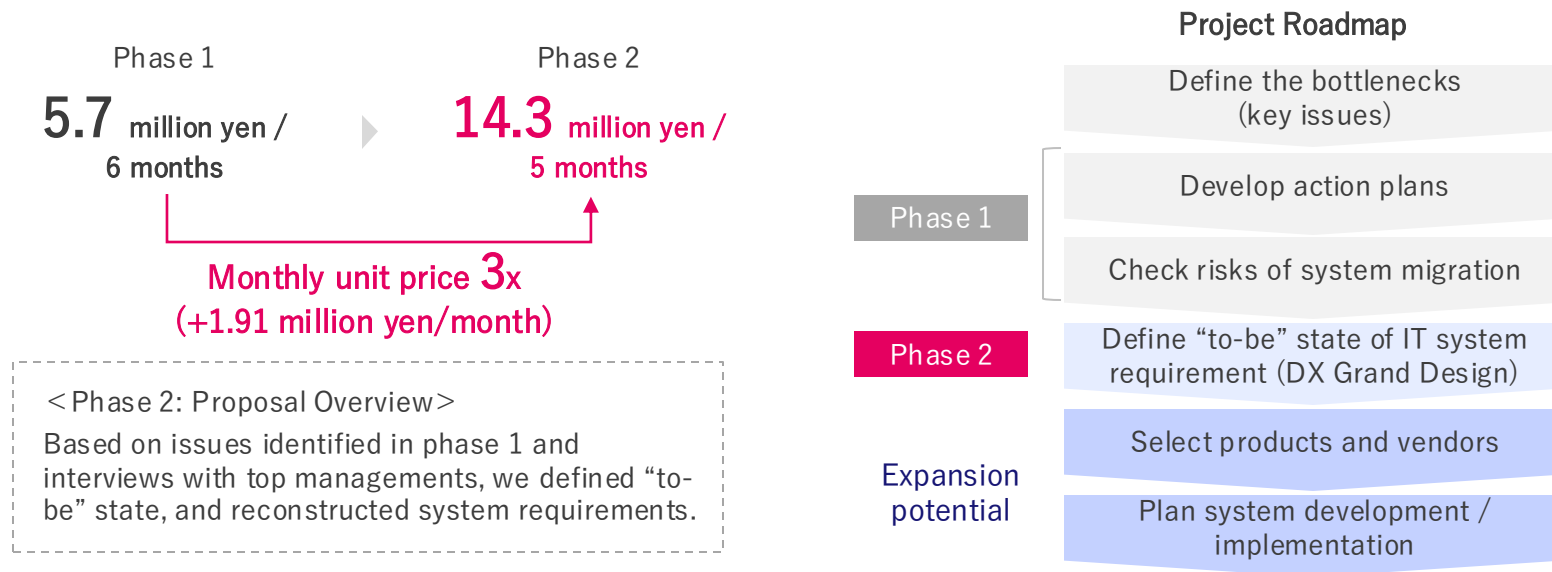 Phase 1
5.7 million yen /
6 months
Phase 2
14.3 million yen /
5 months
Monthly unit price 3x
(+1.91 million yen/month)
<Phase 2: Proposal Overview>
Based on issues identified in phase 1 and
interviews with top managements, we defined “to-
be” state, and reconstructed system requirements.
Project Roadmap
Define the bottlenecks
(key issues)
Phase 1
Develop action plans
Check risks of system migration
Phase 2
Define “to-be” state of IT system
requirement (DX Grand Design)
Expansion
potential
Select products and vendors
Plan system development /
implementation